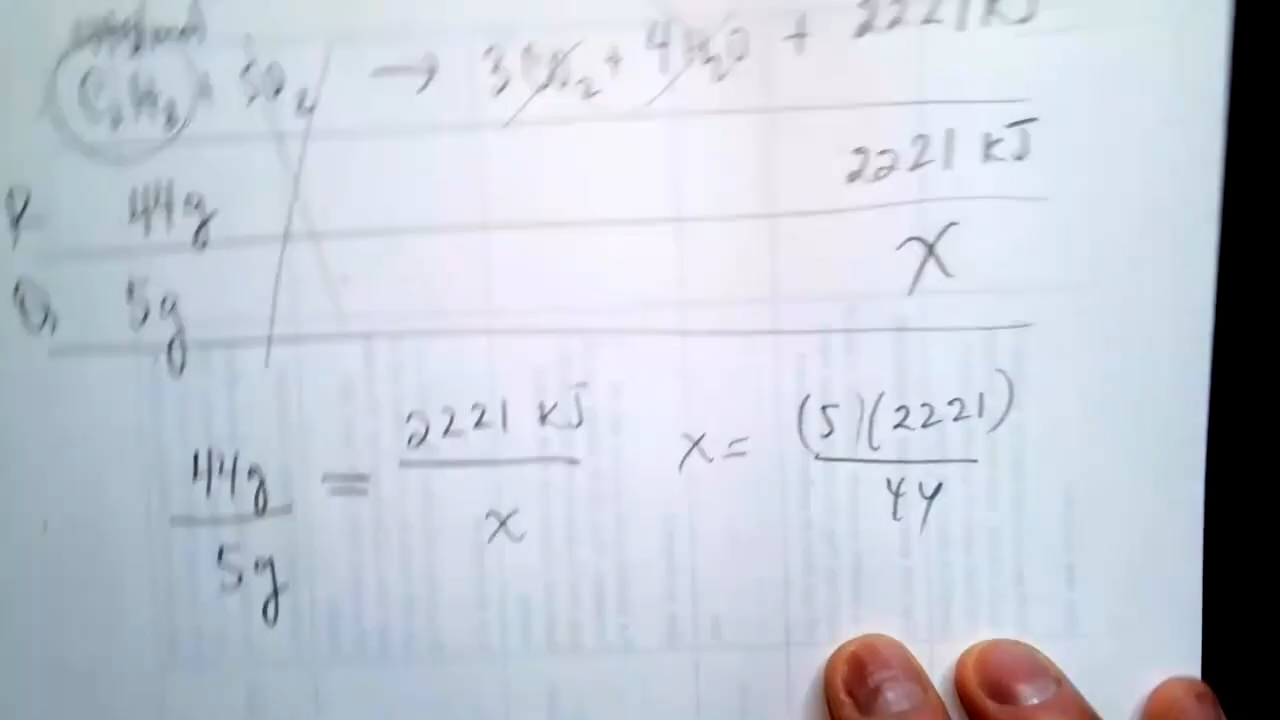 C₃H₈ + 5O₂ → 3CO₂ + 4H₂O + 2221 kJ
44g 2221 kJ
5g X
44g/5g = 2221 kJ/x x = (5)(2221)/44